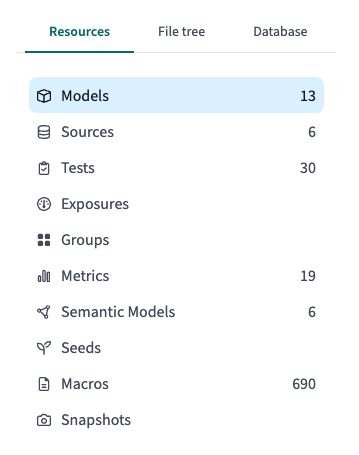 Resources File tree Database
Models 13
Sources 6
Tests 30
Exposures
Groups
Metrics 19
Semantic Models 6
Seeds
Macros 690
Snapshots